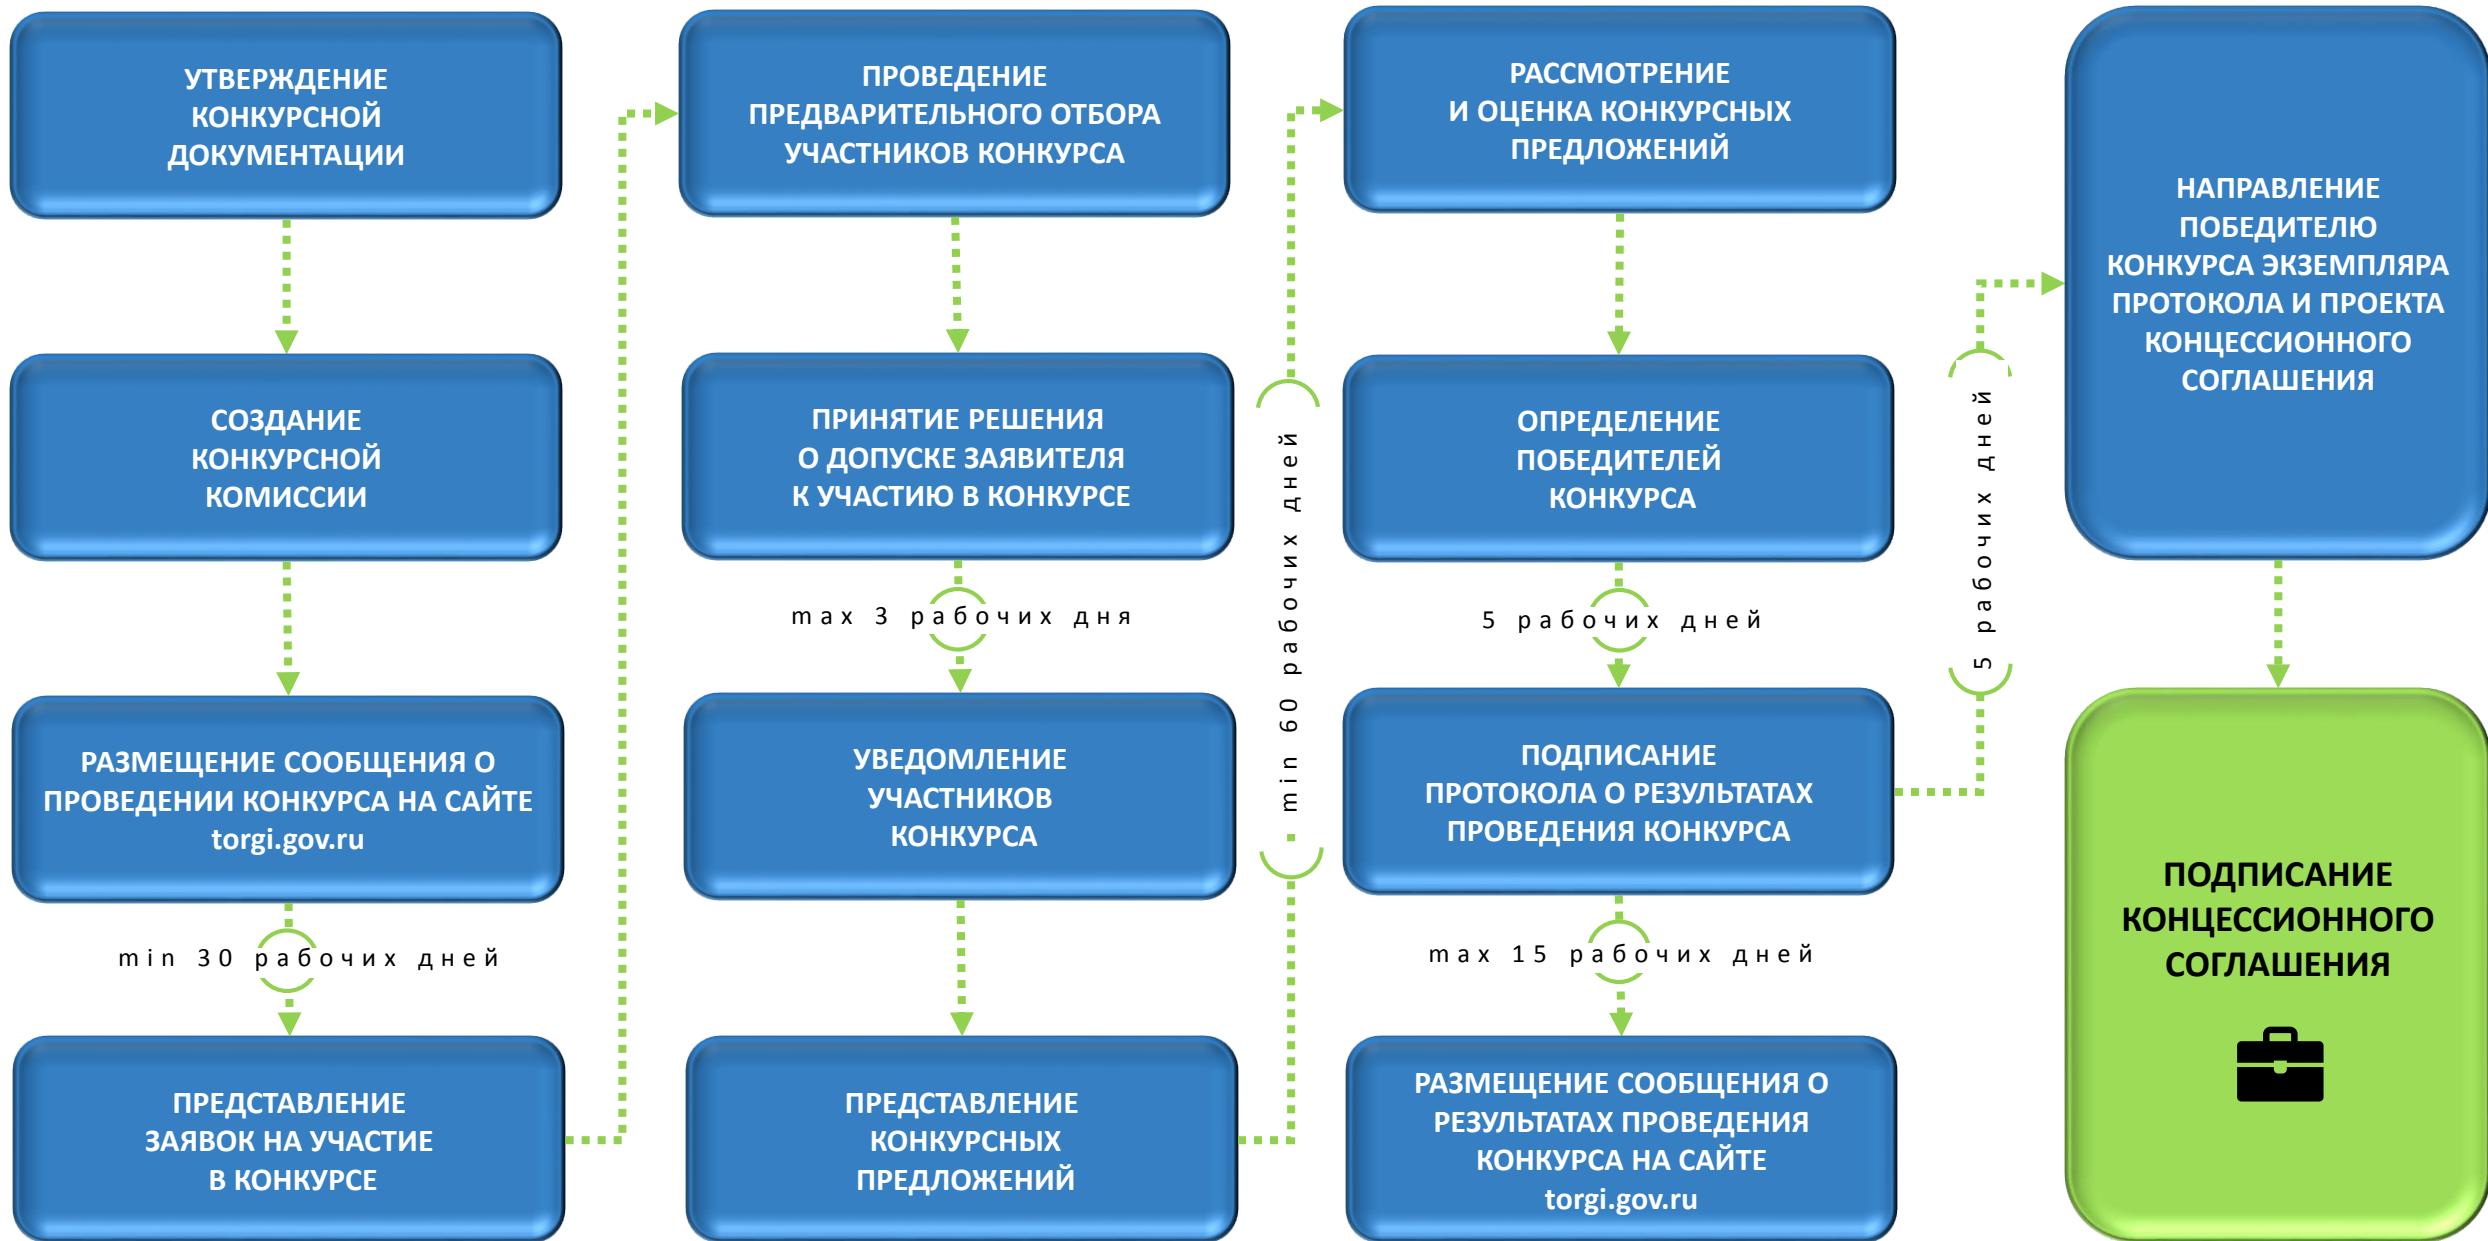 УТВЕРЖДЕНИЕ
КОНКУРСНОЙ
ДОКУМЕНТАЦИИ
СОЗДАНИЕ
КОНКУРСНОЙ
КОМИССИИ
РАЗМЕЩЕНИЕ СООБЩЕНИЯ О
ПРОВЕДЕНИИ КОНКУРСА НА САЙТЕ
torgi.gov.ru
min 30 рабочих дней
ПРЕДСТАВЛЕНИЕ
ЗАЯВОК НА УЧАСТИЕ
В КОНКУРСЕ
ПРОВЕДЕНИЕ
ПРЕДВАРИТЕЛЬНОГО ОТБОРА
УЧАСТНИКОВ КОНКУРСА
ПРИНЯТИЕ РЕШЕНИЯ
О ДОПУСКЕ ЗАЯВИТЕЛЯ
К УЧАСТИЮ В КОНКУРСЕ
max 3 рабочих дня
УВЕДОМЛЕНИЕ
УЧАСТНИКОВ
КОНКУРСА
ПРЕДСТАВЛЕНИЕ
КОНКУРСНЫХ
ПРЕДЛОЖЕНИЙ
min 60 рабочих дней
РАССМОТРЕНИЕ
И ОЦЕНКА КОНКУРСНЫХ
ПРЕДЛОЖЕНИЙ
ОПРЕДЕЛЕНИЕ
ПОБЕДИТЕЛЕЙ
КОНКУРСА
5 рабочих дней
ПОДПИСАНИЕ
ПРОТОКОЛА О РЕЗУЛЬТАТАХ
ПРОВЕДЕНИЯ КОНКУРСА
max 15 рабочих дней
РАЗМЕЩЕНИЕ СООБЩЕНИЯ О
РЕЗУЛЬТАТАХ ПРОВЕДЕНИЯ
КОНКУРСА НА САЙТЕ
torgi.gov.ru
5 рабочих дней
НАПРАВЛЕНИЕ
ПОБЕДИТЕЛЮ
КОНКУРСА ЭКЗЕМПЛЯРА
ПРОТОКОЛА И ПРОЕКТА
КОНЦЕССИОННОГО
СОГЛАШЕНИЯ
ПОДПИСАНИЕ
КОНЦЕССИОННОГО
СОГЛАШЕНИЯ